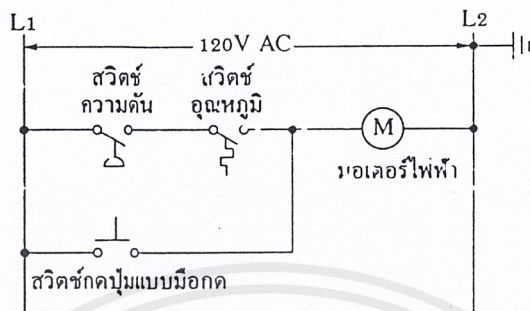 L1
L2
120V AC
สวิตช์
ความดัน
สวิตช์
อุณหภูมิ
M
มอเตอร์ไฟฟ้า
สวิตช์กดปุ่มแบบมือกด